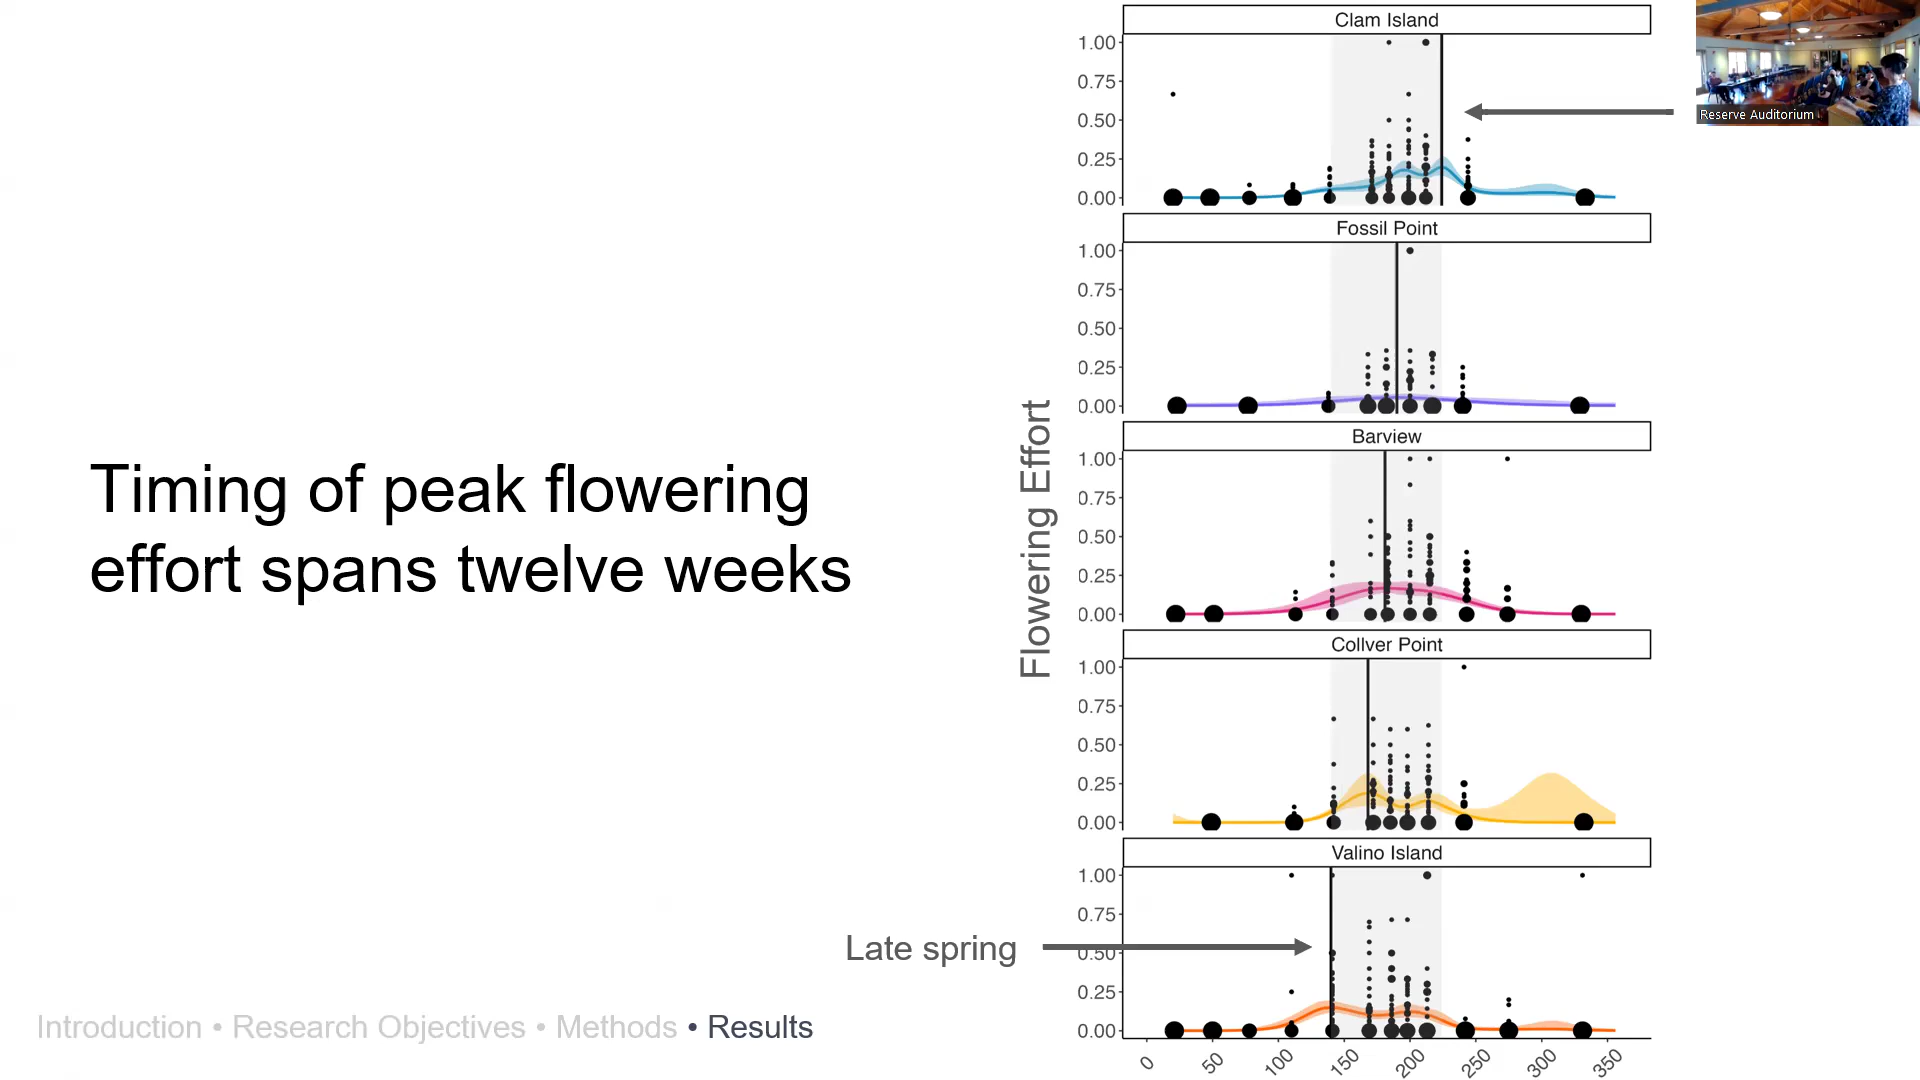 Clam Island
1.00
0.75
0.50
0.25
0.00
Reserve Auditorium
Fossil Point
1.00
0.75
0.50
0.25
0.00
Flowering Effort
Barview
1.00
0.75
0.50
0.25
0.00
Timing of peak flowering
effort spans twelve weeks
Collver Point
1.00
0.75
0.50
0.25
0.00
Valino Island
1.00
0.75
0.50
0.25
0.00
Late spring
0 50 100 150 200 250 300 350
Introduction • Research Objectives • Methods • Results